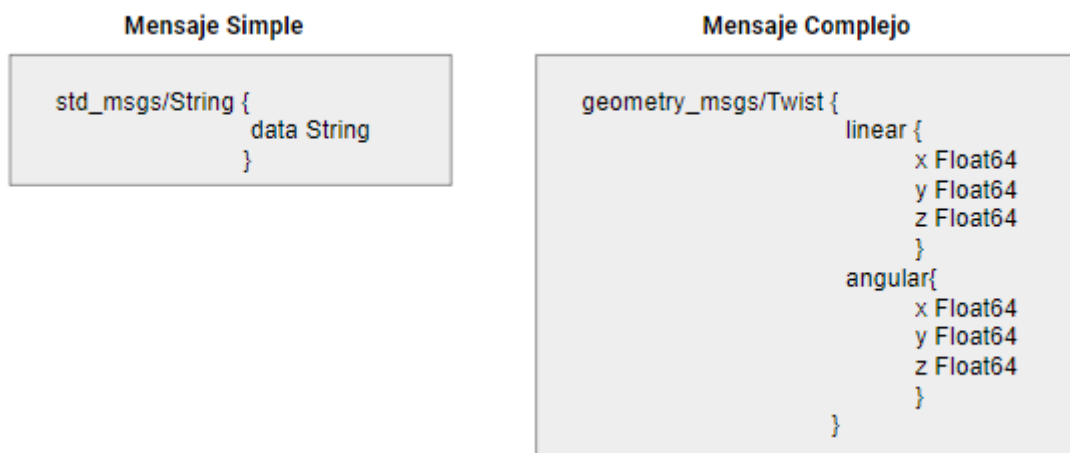 Mensaje Simple
std_msgs/String {
data String
}
Mensaje Complejo
geometry_msgs/Twist {
linear {
x Float64
y Float64
z Float64
}
angular{
x Float64
y Float64
z Float64
}
}